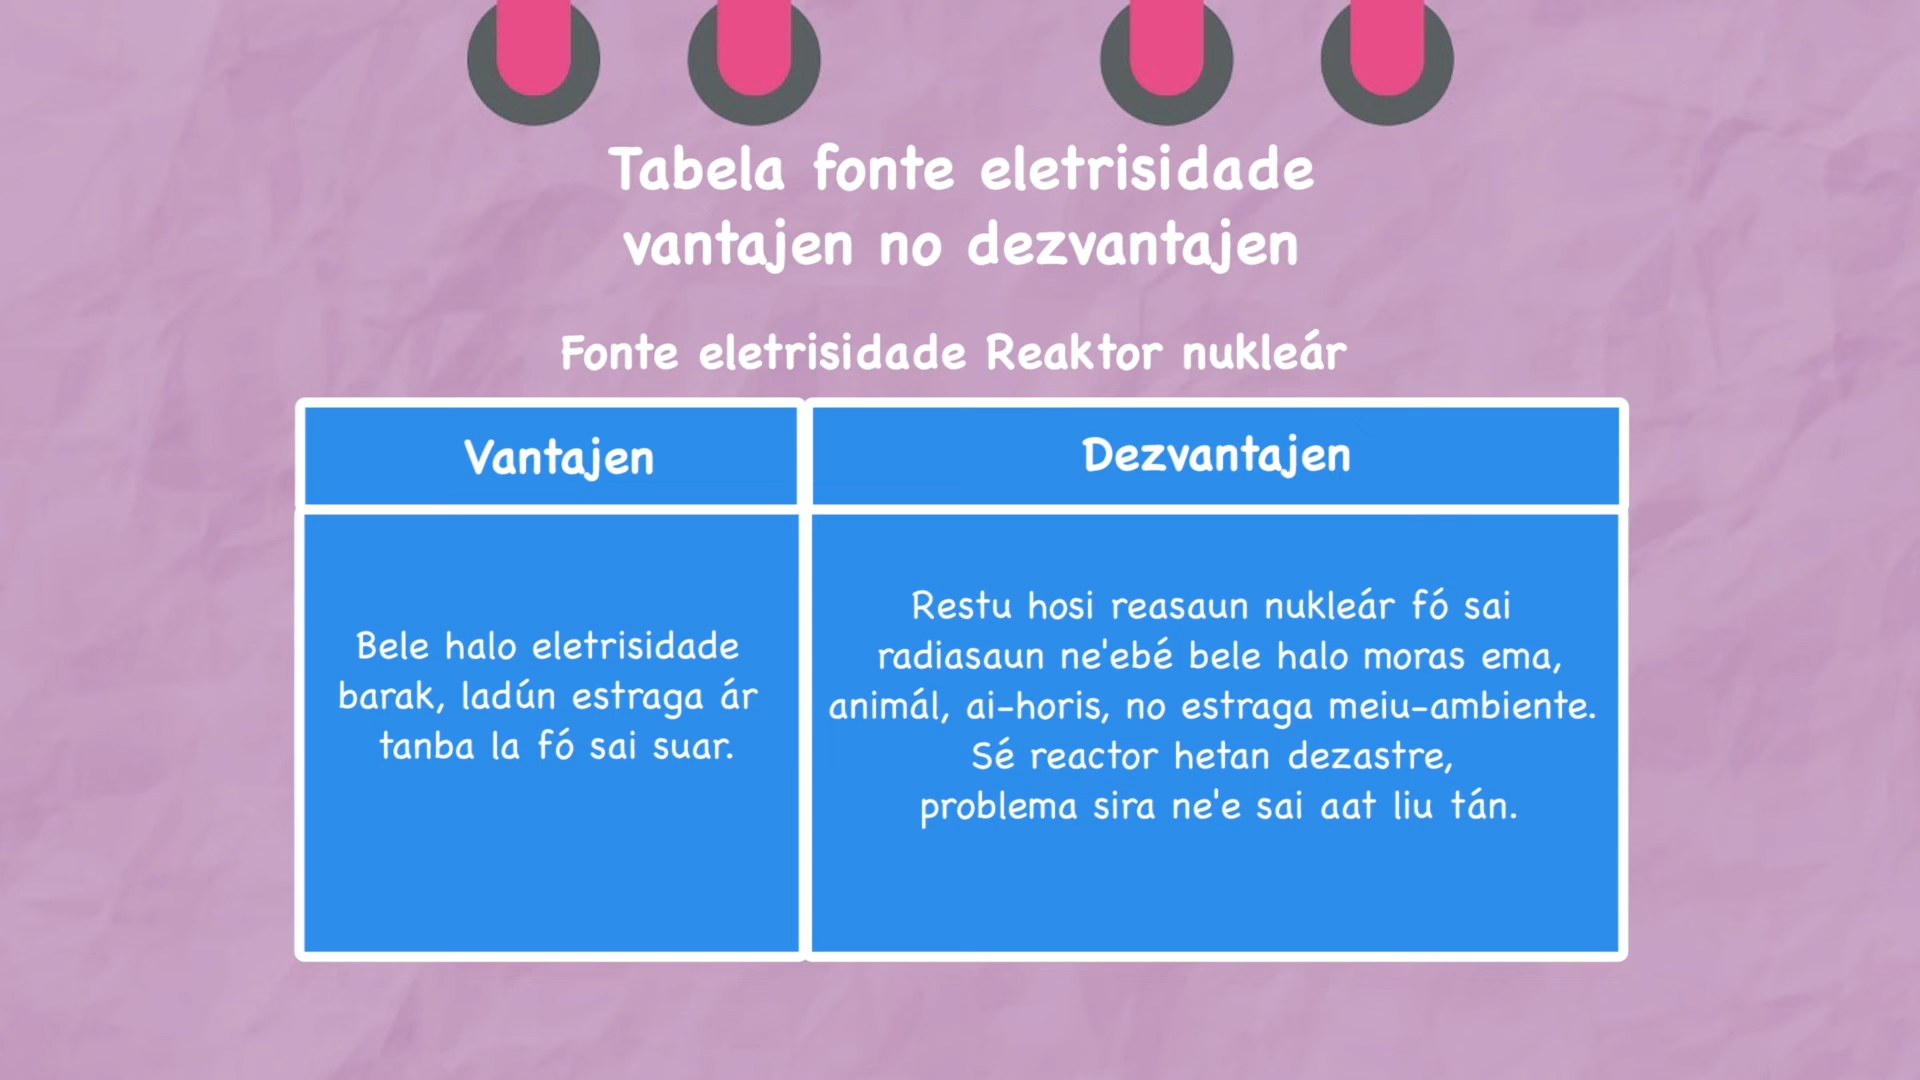 Tabela fonte eletrisidade
vantajen no dezvantajen
Fonte eletrisidade Reaktor nukleár
Vantajen
Dezvantajen
Bele halo eletrisidade
barak, ladún estraga ár
tanba la fó sai suar.
Restu hosi reasaun nukleár fó sai
radiasaun ne'ebé bele halo moras ema,
animál, ai-horis, no estraga meiu-ambiente.
Sé reactor hetan dezastre,
problema sira ne'e sai aat liu tán.